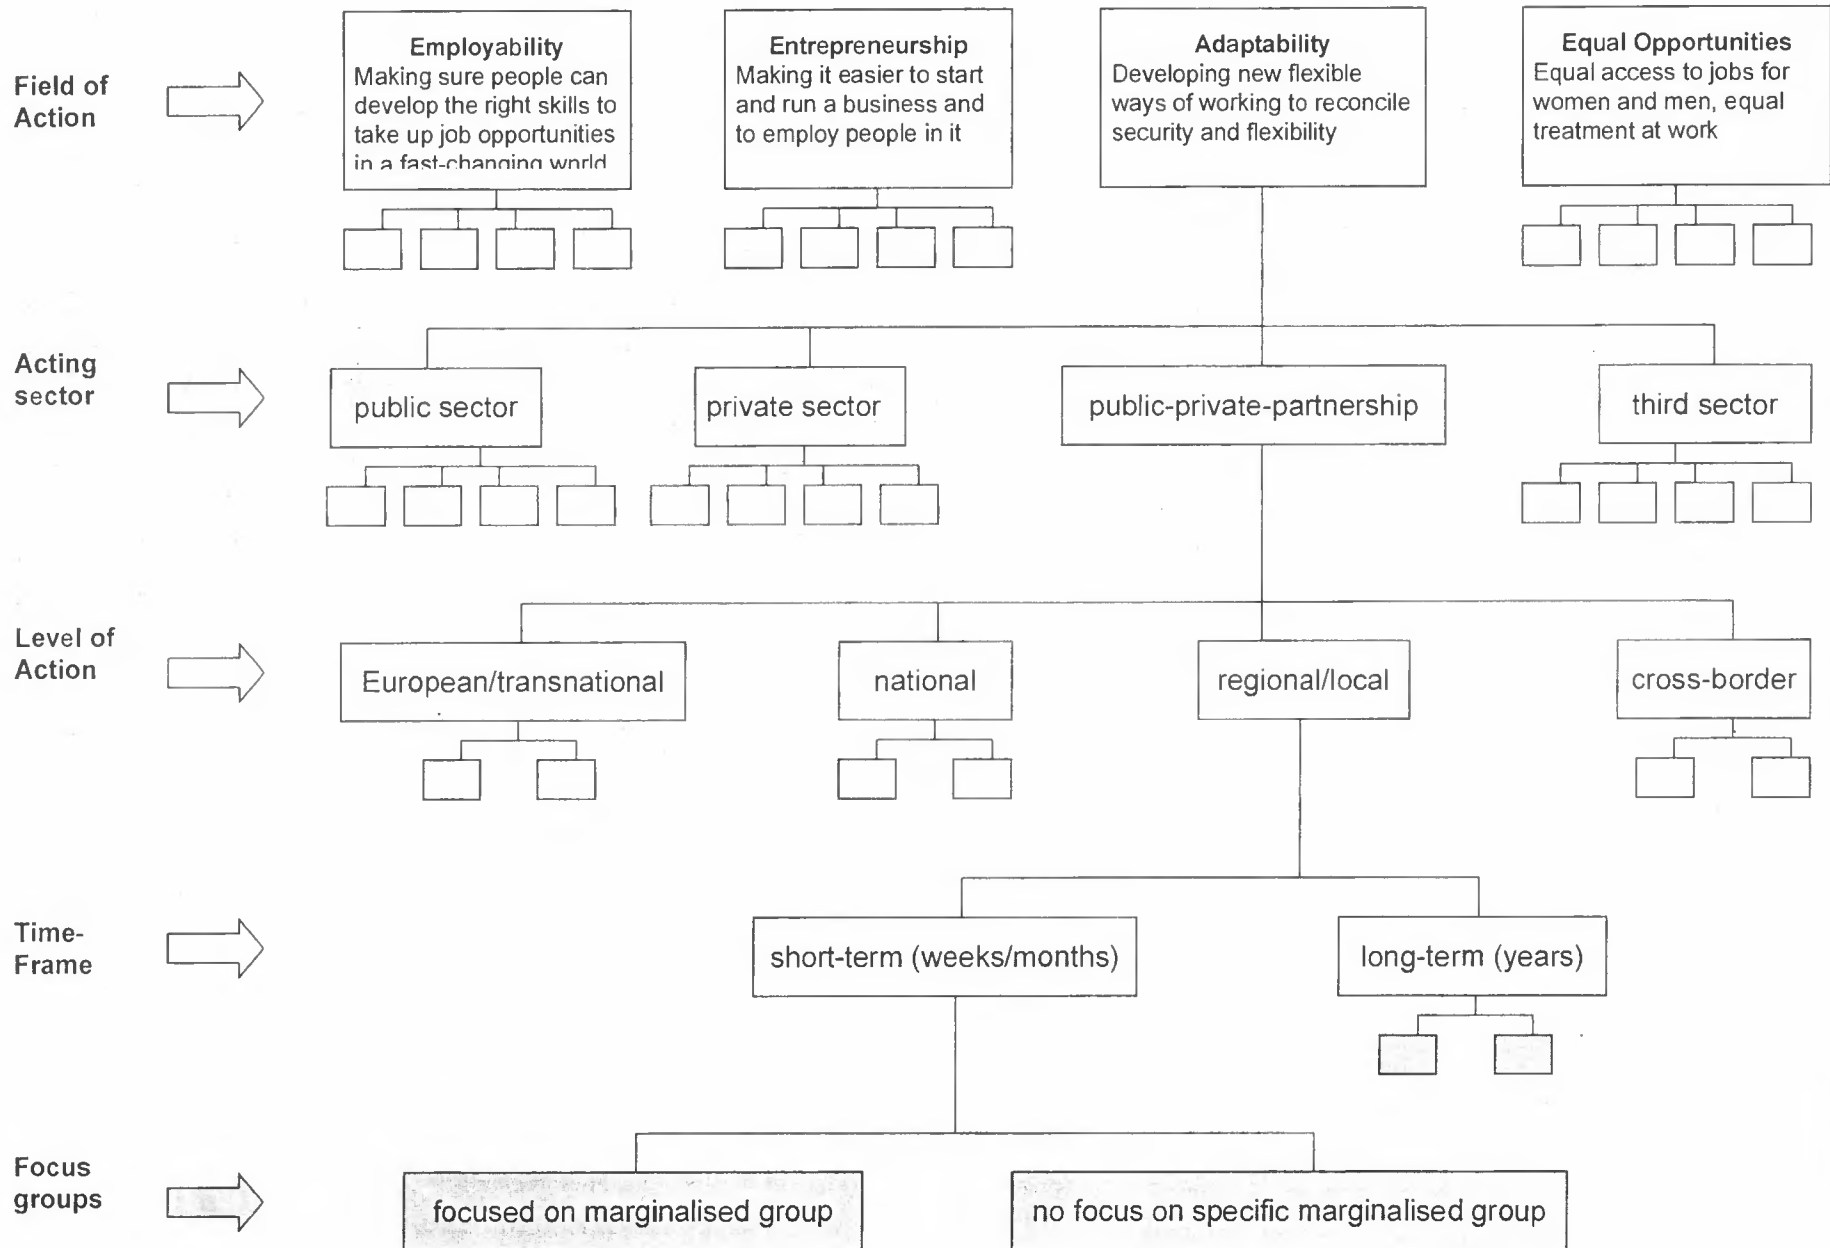 Field of
Action
Employability
Making sure people can
develop the right skills to
take up job opportunities
in a fast-changing world
Entrepreneurship
Making it easier to start
and run a business and
to employ people in it
Adaptability
Developing new flexible
ways of working to reconcile
security and flexibility
Equal Opportunities
Equal access to jobs for
women and men, equal
treatment at work
Acting
sector
public sector
private sector
public-private-partnership
third sector
Level of
Action
European/transnational
national
regional/local
cross-border
Time-
Frame
short-term (weeks/months)
long-term (years)
Focus
groups
focused on marginalised group
no focus on specific marginalised group